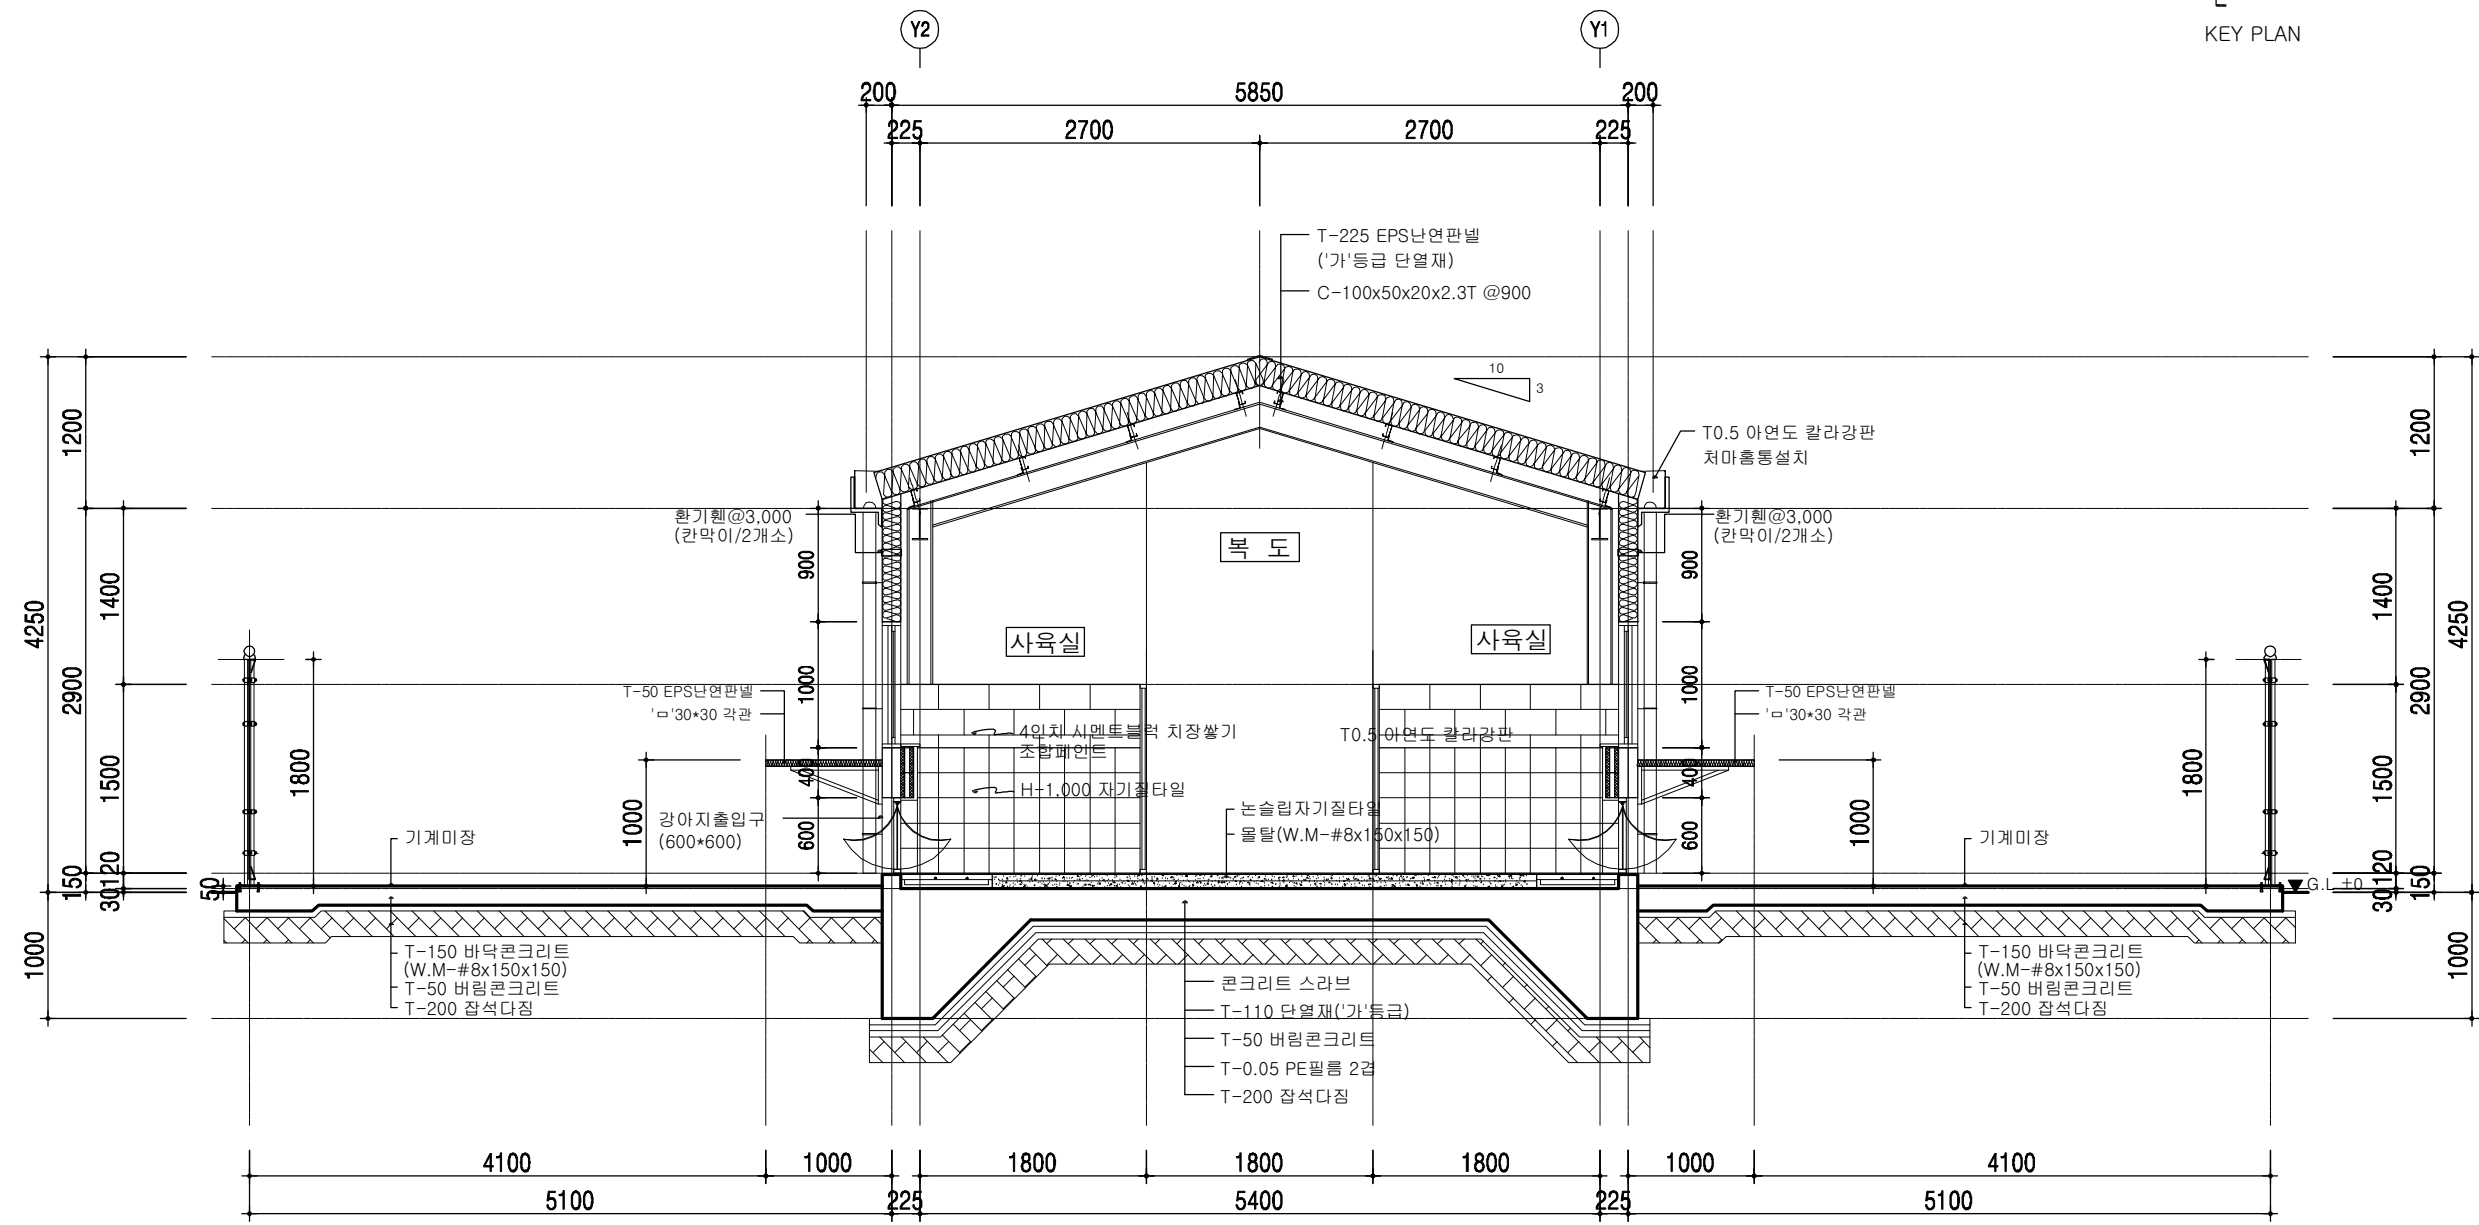 KEY PLAN
Y2
Y1
200
5850
200
225
2700
2700
225
T-225 EPS난연판넬
('가'등급 단열재)
C-100x50x20x2.3T @900
10
3
T0.5 아연도 칼라강판
처마홈통설치
1200
1200
환기휀@3,000
(칸막이/2개소)
환기휀@3,000
(칸막이/2개소)
복 도
900
900
1400
1400
4250
4250
사육실
사육실
2900
2900
1000
1000
T-50 EPS난연판넬
'ㅁ'30*30 각관
T-50 EPS난연판넬
'ㅁ'30*30 각관
4인치 시멘트블럭 치장쌓기
조합페인트
T0.5 아연도 칼라강판
1800
1800
1500
1500
400
400
H-1,000 자기질타일
1000
1000
강아지출입구
(600*600)
600
600
논슬립자기질타일
몰탈(W.M-#8x150x150)
기계미장
기계미장
150
30
120
50
G.L ±0
30
120
150
T-150 바닥콘크리트
(W.M-#8x150x150)
T-50 버림콘크리트
T-200 잡석다짐
T-150 바닥콘크리트
(W.M-#8x150x150)
T-50 버림콘크리트
T-200 잡석다짐
1000
1000
콘크리트 스라브
T-110 단열재('가'등급)
T-50 버림콘크리트
T-0.05 PE필름 2겹
T-200 잡석다짐
4100
1000
1800
1800
1800
1000
4100
5100
225
5400
225
5100